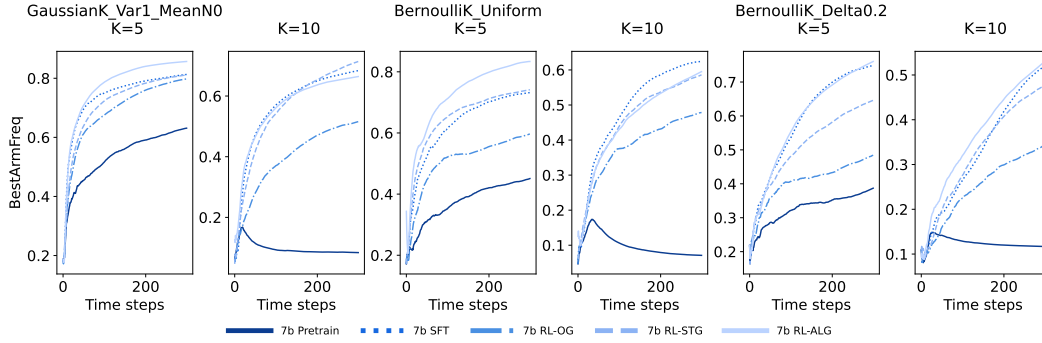 GaussianK_Var1_MeanN0
K=5
K=10
BernoulliK_Uniform
K=5
K=10
BernoulliK_Delta0.2
K=5
K=10
BestArmFreq
0.8
0.6
0.4
0.2
0 200
Time steps
0.6
0.4
0.2
0 200
Time steps
0.8
0.6
0.4
0.2
0 200
Time steps
0.6
0.5
0.4
0.3
0.2
0.1
0 200
Time steps
0.7
0.6
0.5
0.4
0.3
0.2
0 200
Time steps
0.5
0.4
0.3
0.2
0.1
0 200
Time steps
7b Pretrain 7b SFT 7b RL-OG 7b RL-STG 7b RL-ALG